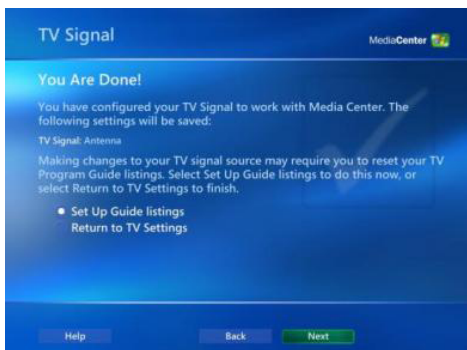 TV Signal
MediaCenter
You Are Done!
You have configured your TV Signal to work with Media Center. The
following settings will be saved:
TV Signal: Antenna
Making changes to your TV signal source may require you to reset your TV
Program Guide listings. Select Set Up Guide listings to do this now, or
select Return to TV Settings to finish.
Set Up Guide listings
Return to TV Settings
Help
Back
Next